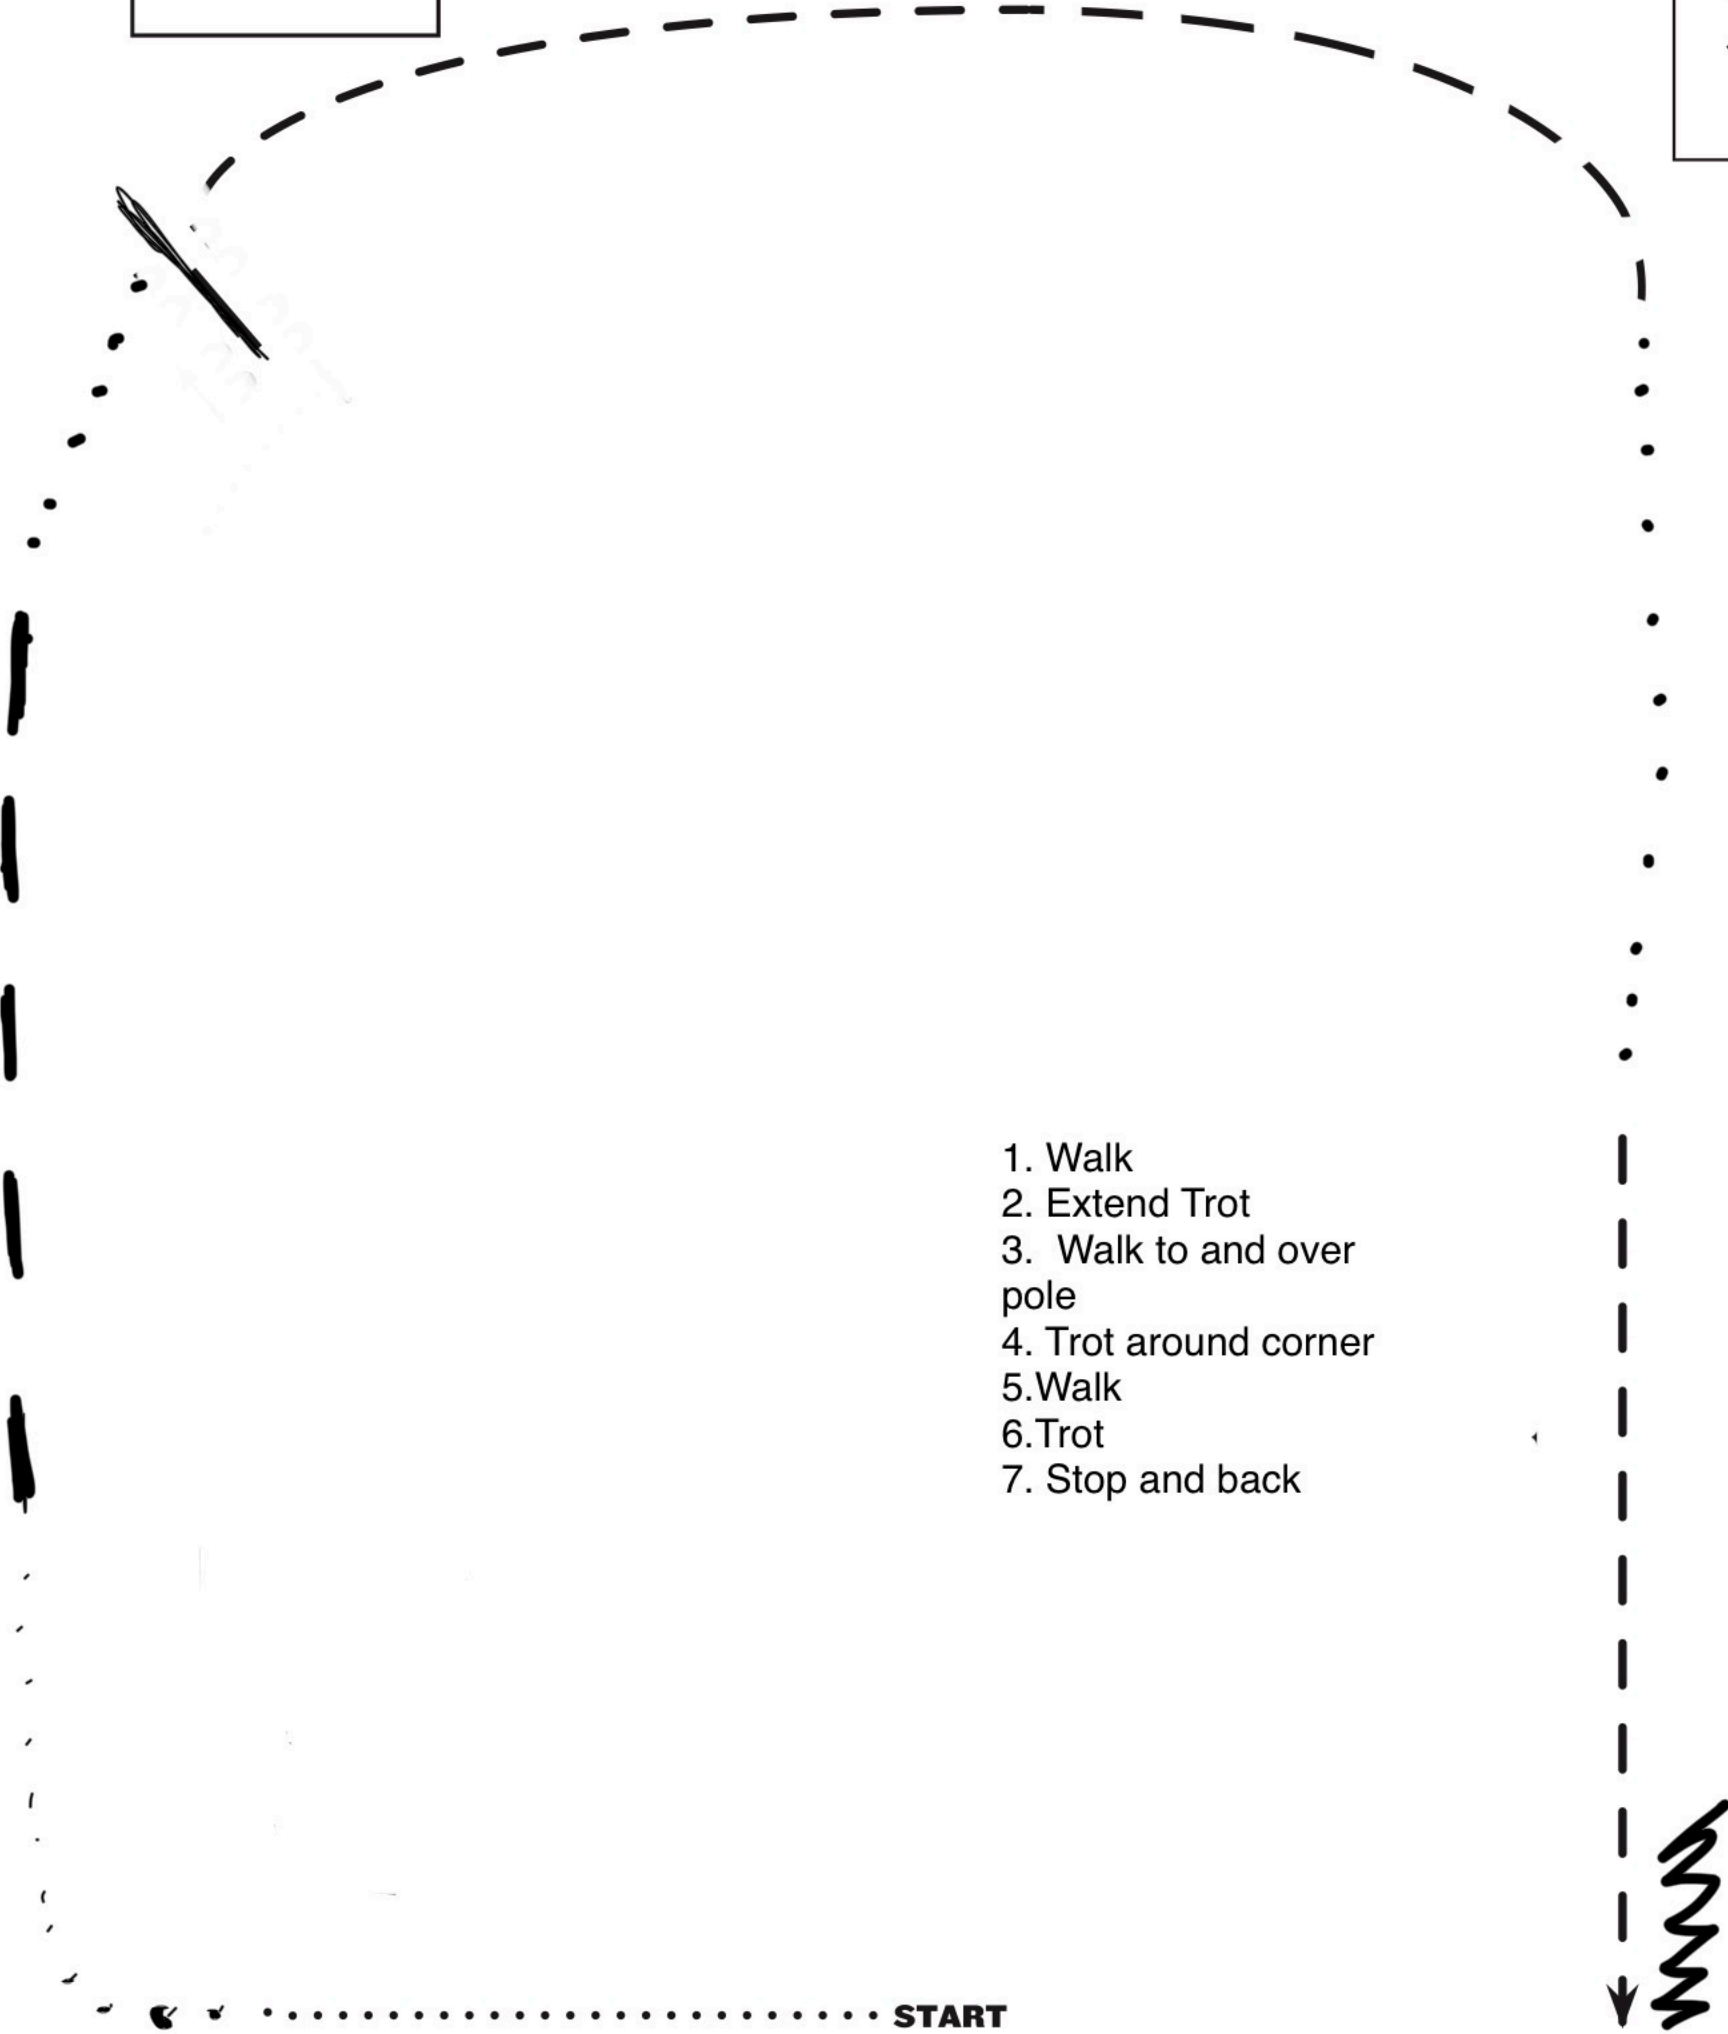 1. Walk
2. Extend Trot
3.  Walk to and over
pole
4. Trot around corner
5.Walk
6.Trot
7. Stop and back
START